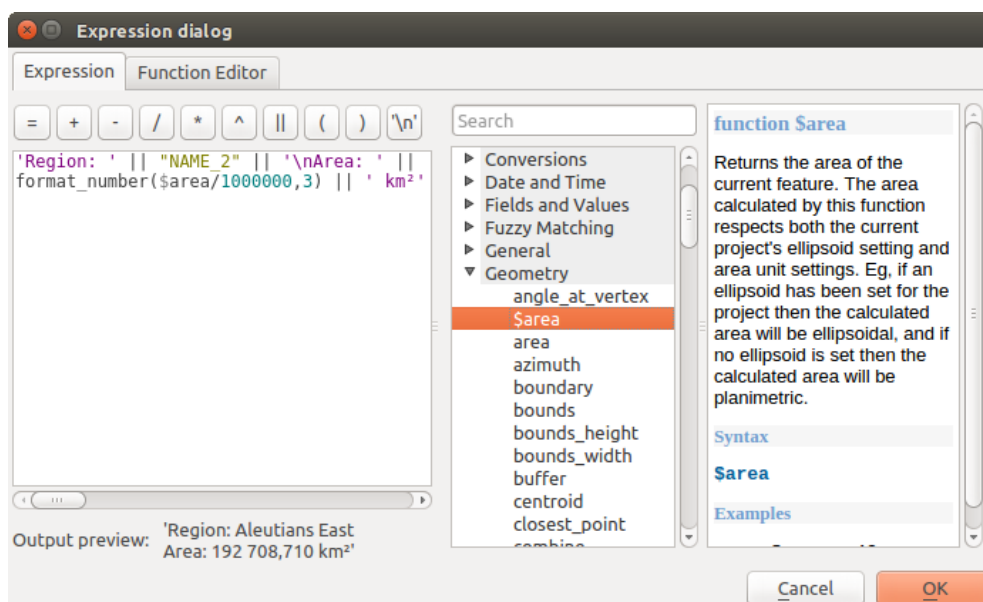 Expression dialog
Expression
Function Editor
= + - / * ^ || ( ) '\n'
'Region: ' || "NAME_2" || '\nArea: ' ||
format_number($area/1000000,3) || ' km²'
Output preview:
'Region: Aleutians East
Area: 192 708,710 km²'
Search
Conversions
Date and Time
Fields and Values
Fuzzy Matching
General
Geometry
angle_at_vertex
$area
area
azimuth
boundary
bounds
bounds_height
bounds_width
buffer
centroid
closest_point
combine
function $area
Returns the area of the
current feature. The area
calculated by this function
respects both the current
project's ellipsoid setting and
area unit settings. Eg, if an
ellipsoid has been set for the
project then the calculated
area will be ellipsoidal, and if
no ellipsoid is set then the
calculated area will be
planimetric.
Syntax
$area
Examples
Cancel
OK